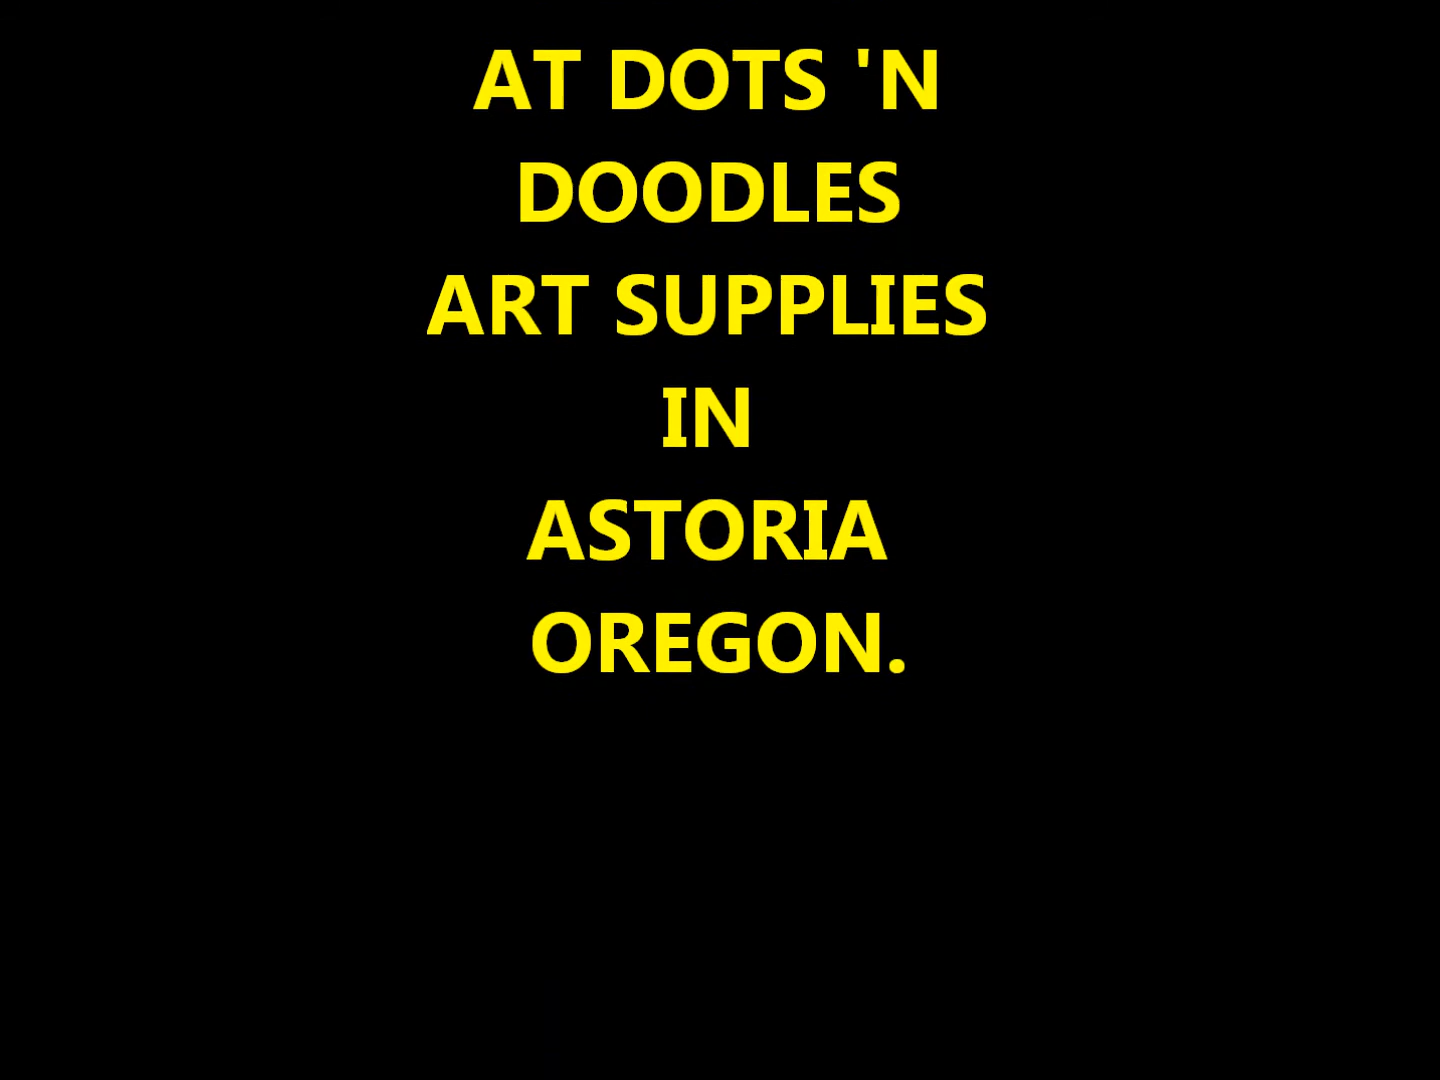 AT DOTS 'N
DOODLES
ART SUPPLIES
IN
ASTORIA
OREGON.